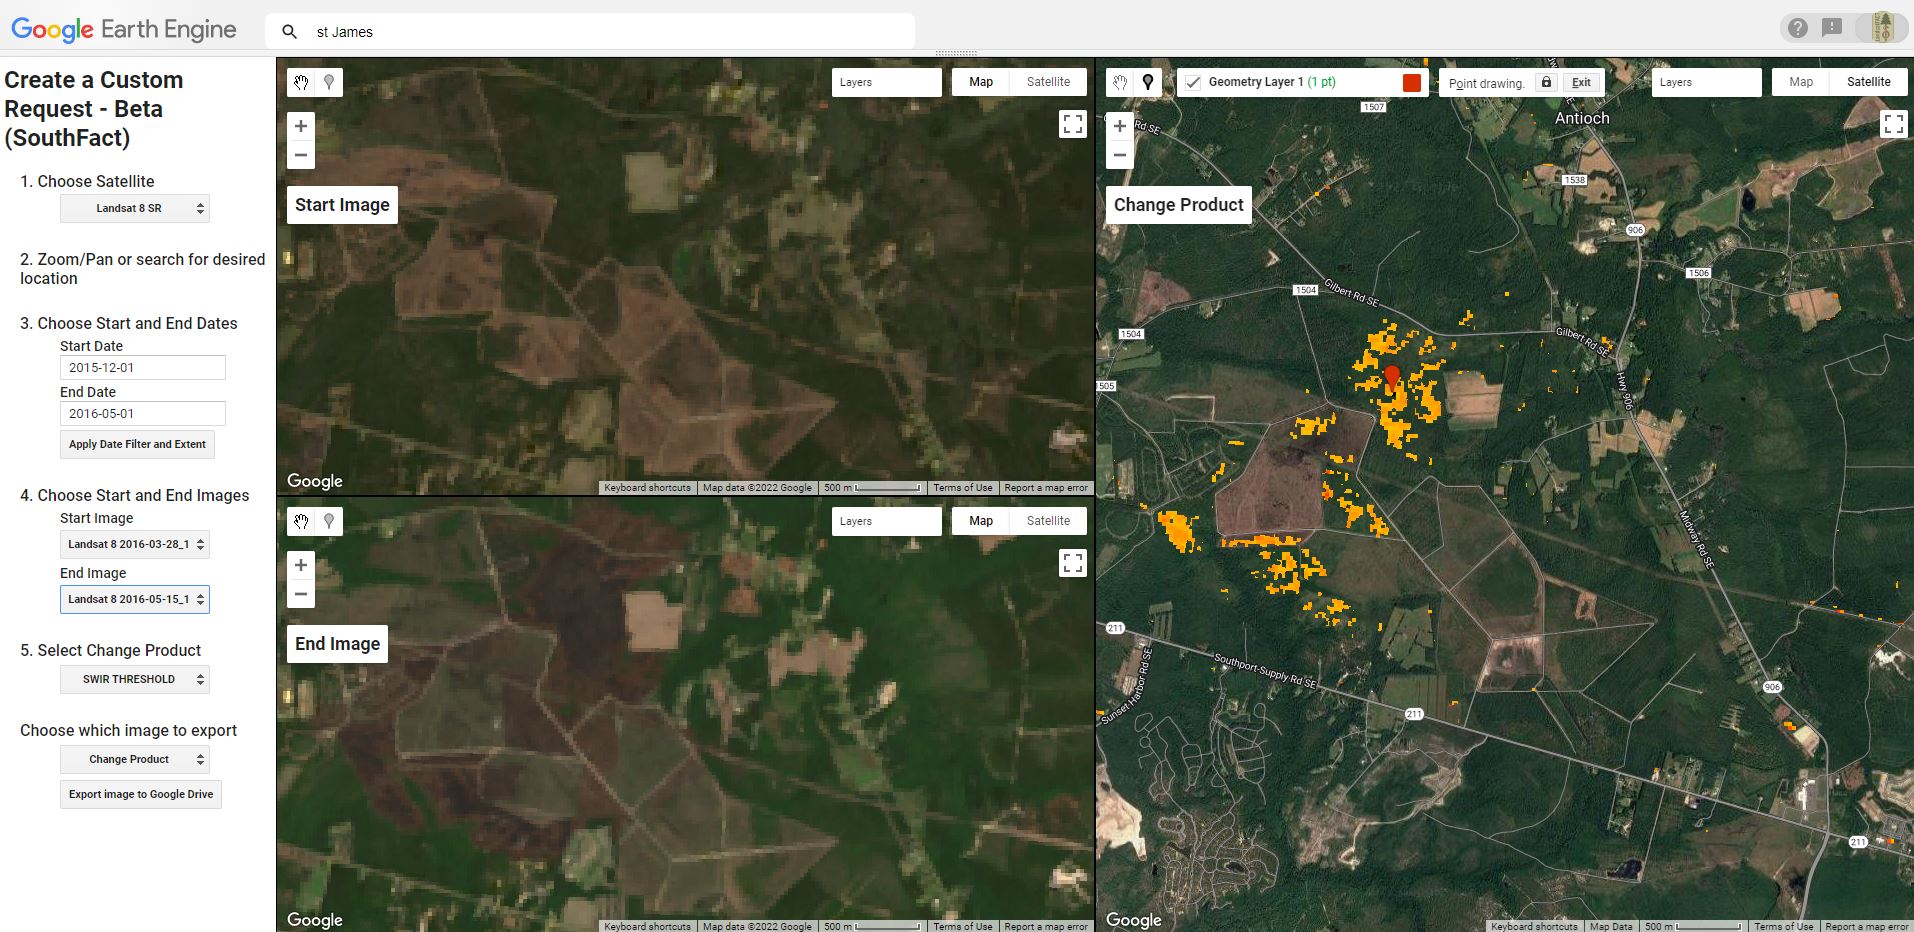 Google Earth Engine
st James
Create a Custom
Request - Beta
(SouthFact)
1. Choose Satellite
Landsat 8 SR
2. Zoom/Pan or search for desired
location
3. Choose Start and End Dates
Start Date
2015-12-01
End Date
2016-05-01
Apply Date Filter and Extent
4. Choose Start and End Images
Start Image
Landsat 8 2016-03-28_1
End Image
Landsat 8 2016-05-15_1
5. Select Change Product
SWIR THRESHOLD
Choose which image to export
Change Product
Export image to Google Drive
Layers
Map
Satellite
+
−
Start Image
Google
Keyboard shortcuts
Map data ©2022 Google
500 m
Terms of Use
Report a map error
Layers
Map
Satellite
+
−
End Image
Google
Keyboard shortcuts
Map data ©2022 Google
500 m
Terms of Use
Report a map error
Geometry Layer 1 (1 pt)
Point drawing.
Exit
Layers
Map
Satellite
+
−
Change Product
Rd SE
1507
Antioch
1538
906
1506
1504
Gilbert Rd SE
1504
Gilbert Rd SE
1505
Hwy 906
Midway Rd SE
211
Southport-Supply Rd SE
Sunset Harbor Rd SE
211
906
211
Google
Keyboard shortcuts
Map Data
500 m
Terms of Use
Report a map error